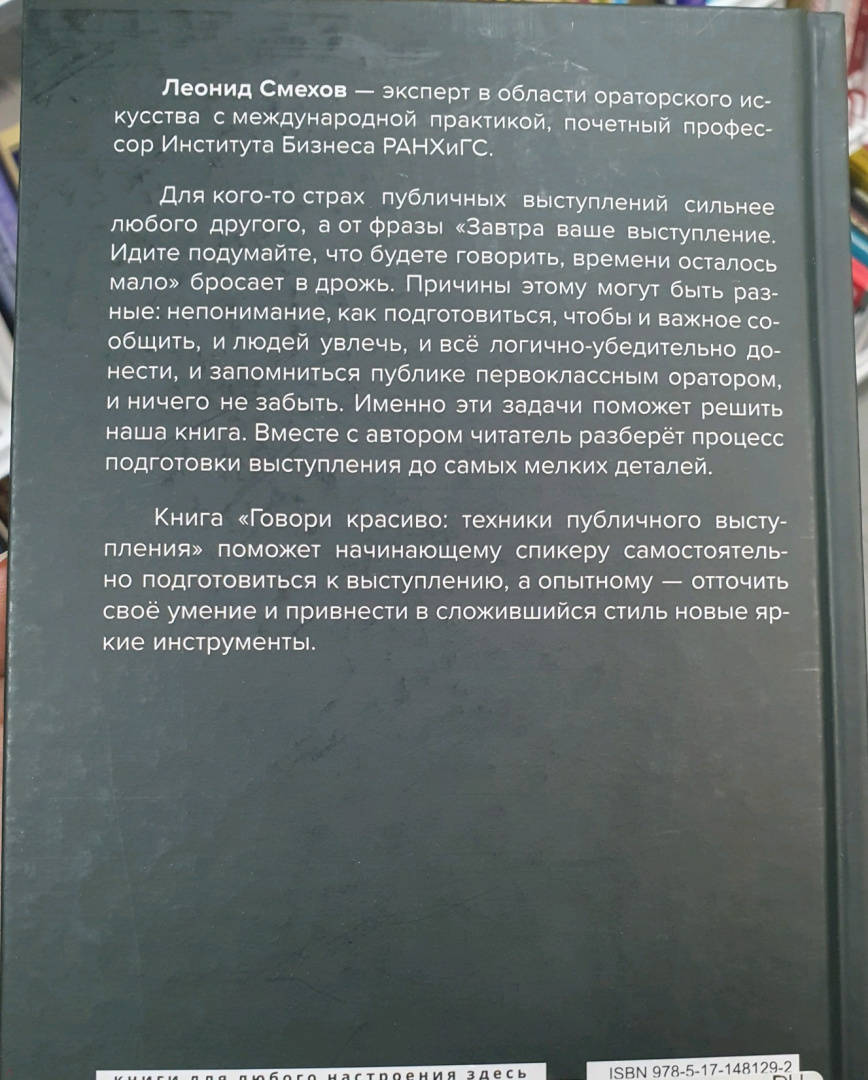 Леонид Смехов — эксперт в области ораторского ис-
кусства с международной практикой, почетный профес-
сор Института Бизнеса РАНХиГС.
Для кого-то страх публичных выступлений сильнее
любого другого, а от фразы «Завтра ваше выступление.
Идите подумайте, что будете говорить, времени осталось
мало» бросает в дрожь. Причины этому могут быть раз-
ные: непонимание, как подготовиться, чтобы и важное со-
общить, и людей увлечь, и всё логично-убедительно до-
нести, и запомниться публике первоклассным оратором,
и ничего не забыть. Именно эти задачи поможет решить
наша книга. Вместе с автором читатель разберёт процесс
подготовки выступления до самых мелких деталей.
Книга «Говори красиво: техники публичного высту-
пления» поможет начинающему спикеру самостоятель-
но подготовиться к выступлению, а опытному — отточить
своё умение и привнести в сложившийся стиль новые яр-
кие инструменты.
книги для любого настроения здесь
ISBN 978-5-17-148129-2